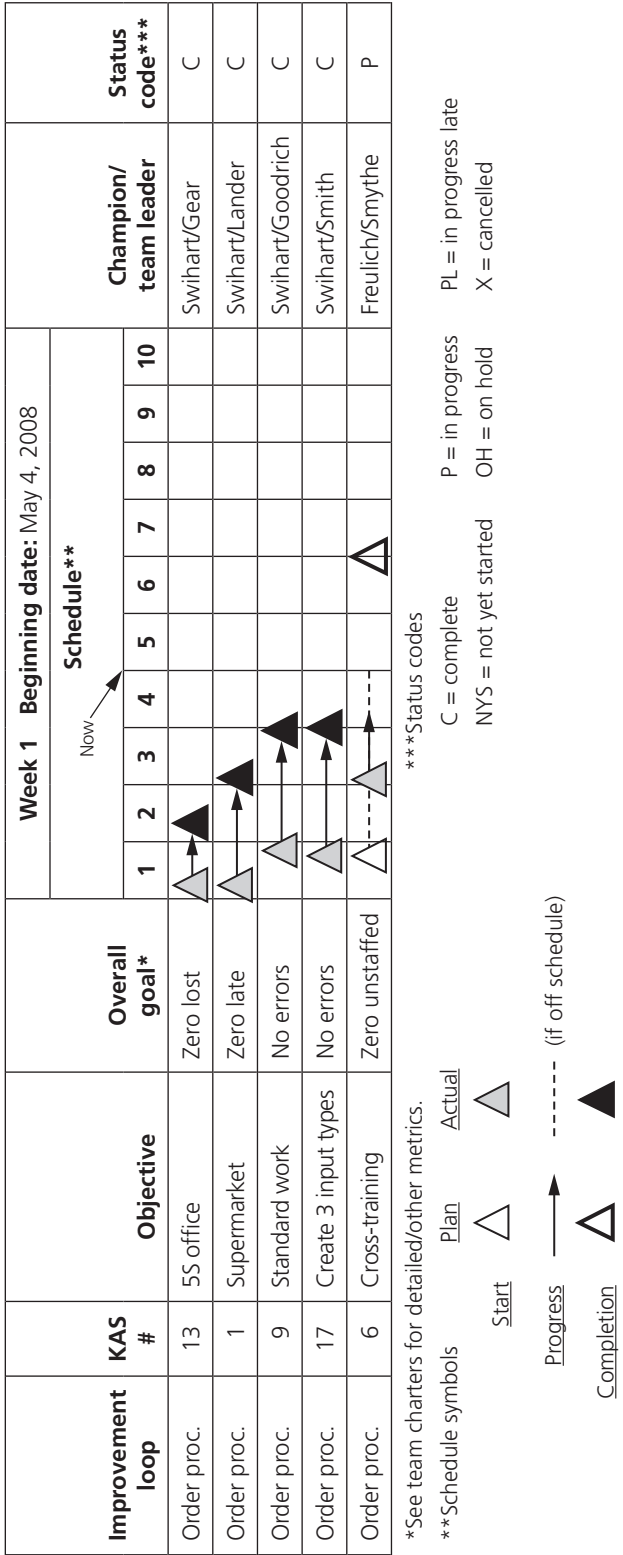 Week 1 Beginning date: May 4, 2008
Improvement loop
KAS #
Objective
Overall goal*
Schedule**
Now
Champion/ team leader
Status code***
1 2 3 4 5 6 7 8 9 10
Order proc. 13 5S office Zero lost Swihart/Gear C
Order proc. 1 Supermarket Zero late Swihart/Lander C
Order proc. 9 Standard work No errors Swihart/Goodrich C
Order proc. 17 Create 3 input types No errors Swihart/Smith C
Order proc. 6 Cross-training Zero unstaffed Freulich/Smythe P
*See team charters for detailed/other metrics.
**Schedule symbols
Plan Actual
Start
Progress (if off schedule)
Completion
***Status codes
C = complete P = in progress PL = in progress late
NYS = not yet started OH = on hold X = cancelled